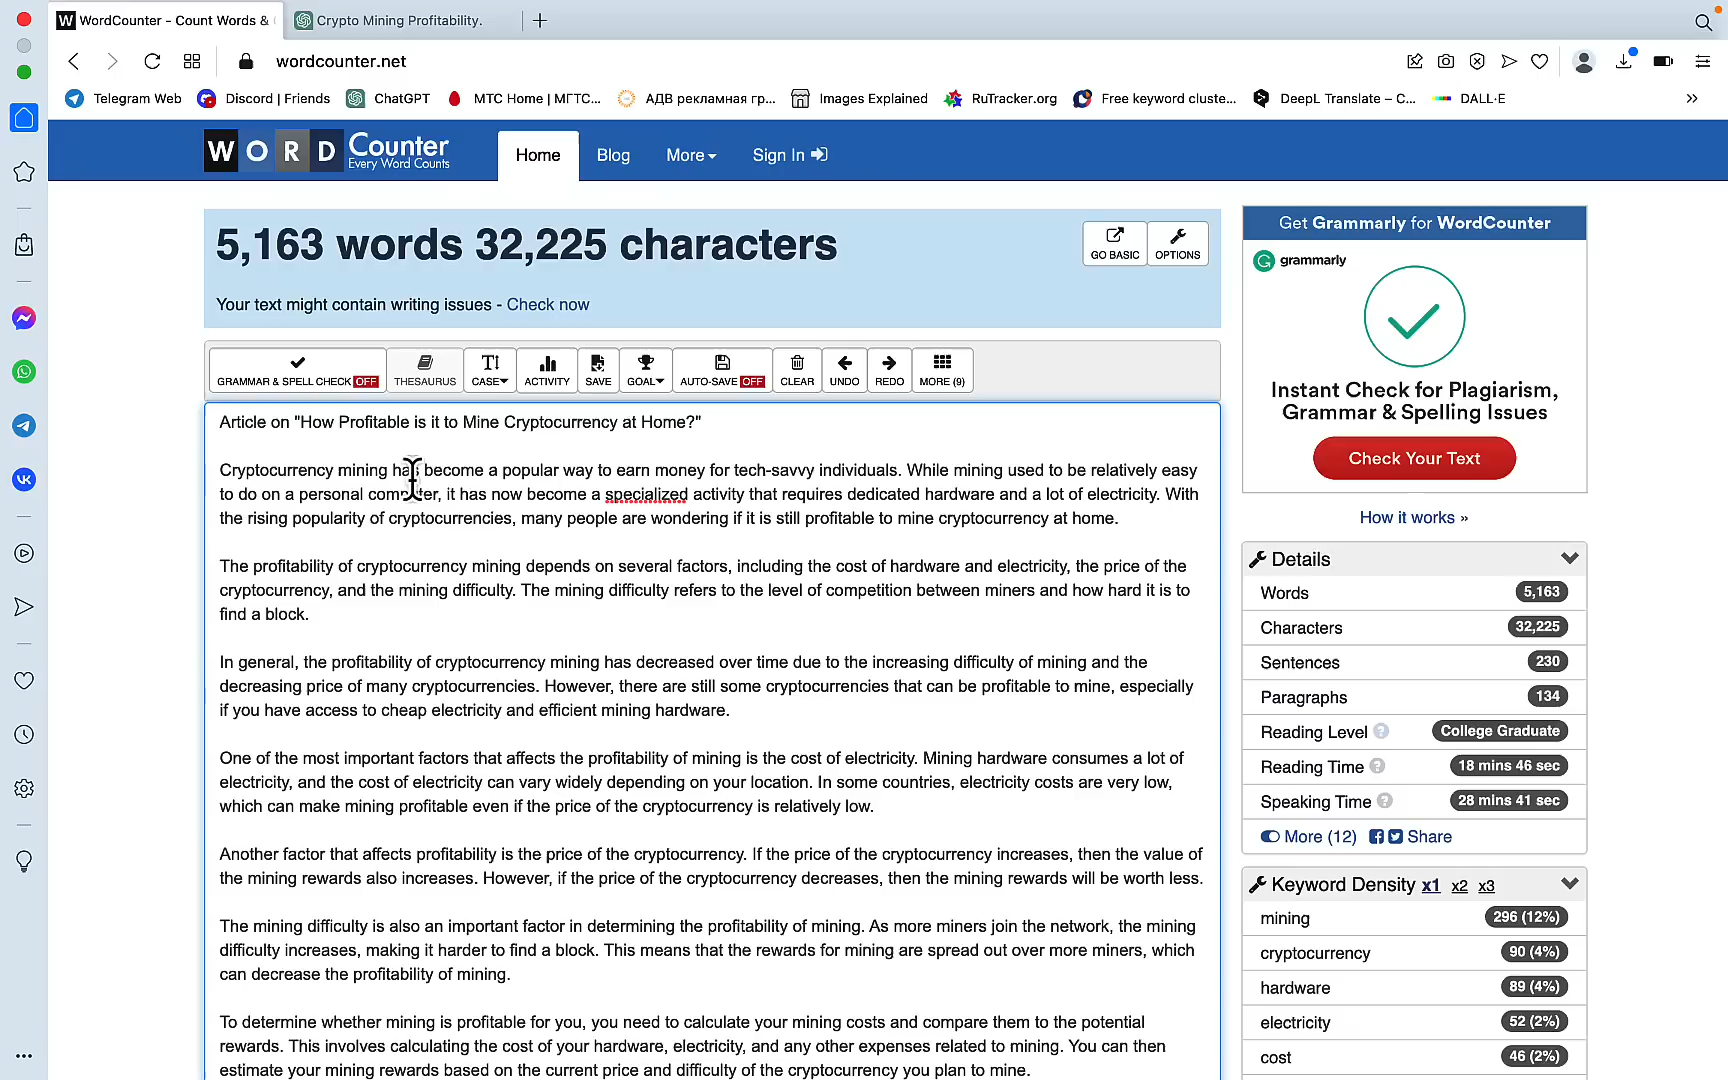 WordCounter - Count Words &
Crypto Mining Profitability.
wordcounter.net
Telegram Web
Discord | Friends
ChatGPT
МТС Home | МГТС...
АДВ рекламная гр...
Images Explained
RuTracker.org
Free keyword cluste...
DeepL Translate – C...
DALL·E
W O R D Counter
Every Word Counts
Home
Blog
More
Sign In
5,163 words 32,225 characters
GO BASIC
OPTIONS
Your text might contain writing issues - Check now
GRAMMAR & SPELL CHECK OFF
THESAURUS
CASE
ACTIVITY
SAVE
GOAL
AUTO-SAVE OFF
CLEAR
UNDO
REDO
MORE (9)
Article on "How Profitable is it to Mine Cryptocurrency at Home?"
Cryptocurrency mining has become a popular way to earn money for tech-savvy individuals. While mining used to be relatively easy
to do on a personal computer, it has now become a specialized activity that requires dedicated hardware and a lot of electricity. With
the rising popularity of cryptocurrencies, many people are wondering if it is still profitable to mine cryptocurrency at home.
The profitability of cryptocurrency mining depends on several factors, including the cost of hardware and electricity, the price of the
cryptocurrency, and the mining difficulty. The mining difficulty refers to the level of competition between miners and how hard it is to
find a block.
In general, the profitability of cryptocurrency mining has decreased over time due to the increasing difficulty of mining and the
decreasing price of many cryptocurrencies. However, there are still some cryptocurrencies that can be profitable to mine, especially
if you have access to cheap electricity and efficient mining hardware.
One of the most important factors that affects the profitability of mining is the cost of electricity. Mining hardware consumes a lot of
electricity, and the cost of electricity can vary widely depending on your location. In some countries, electricity costs are very low,
which can make mining profitable even if the price of the cryptocurrency is relatively low.
Another factor that affects profitability is the price of the cryptocurrency. If the price of the cryptocurrency increases, then the value of
the mining rewards also increases. However, if the price of the cryptocurrency decreases, then the mining rewards will be worth less.
The mining difficulty is also an important factor in determining the profitability of mining. As more miners join the network, the mining
difficulty increases, making it harder to find a block. This means that the rewards for mining are spread out over more miners, which
can decrease the profitability of mining.
To determine whether mining is profitable for you, you need to calculate your mining costs and compare them to the potential
rewards. This involves calculating the cost of your hardware, electricity, and any other expenses related to mining. You can then
estimate your mining rewards based on the current price and difficulty of the cryptocurrency you plan to mine.
Get Grammarly for WordCounter
grammarly
Instant Check for Plagiarism,
Grammar & Spelling Issues
Check Your Text
How it works »
Details
Words 5,163
Characters 32,225
Sentences 230
Paragraphs 134
Reading Level College Graduate
Reading Time 18 mins 46 sec
Speaking Time 28 mins 41 sec
More (12) Share
Keyword Density x1 x2 x3
mining 296 (12%)
cryptocurrency 90 (4%)
hardware 89 (4%)
electricity 52 (2%)
cost 46 (2%)